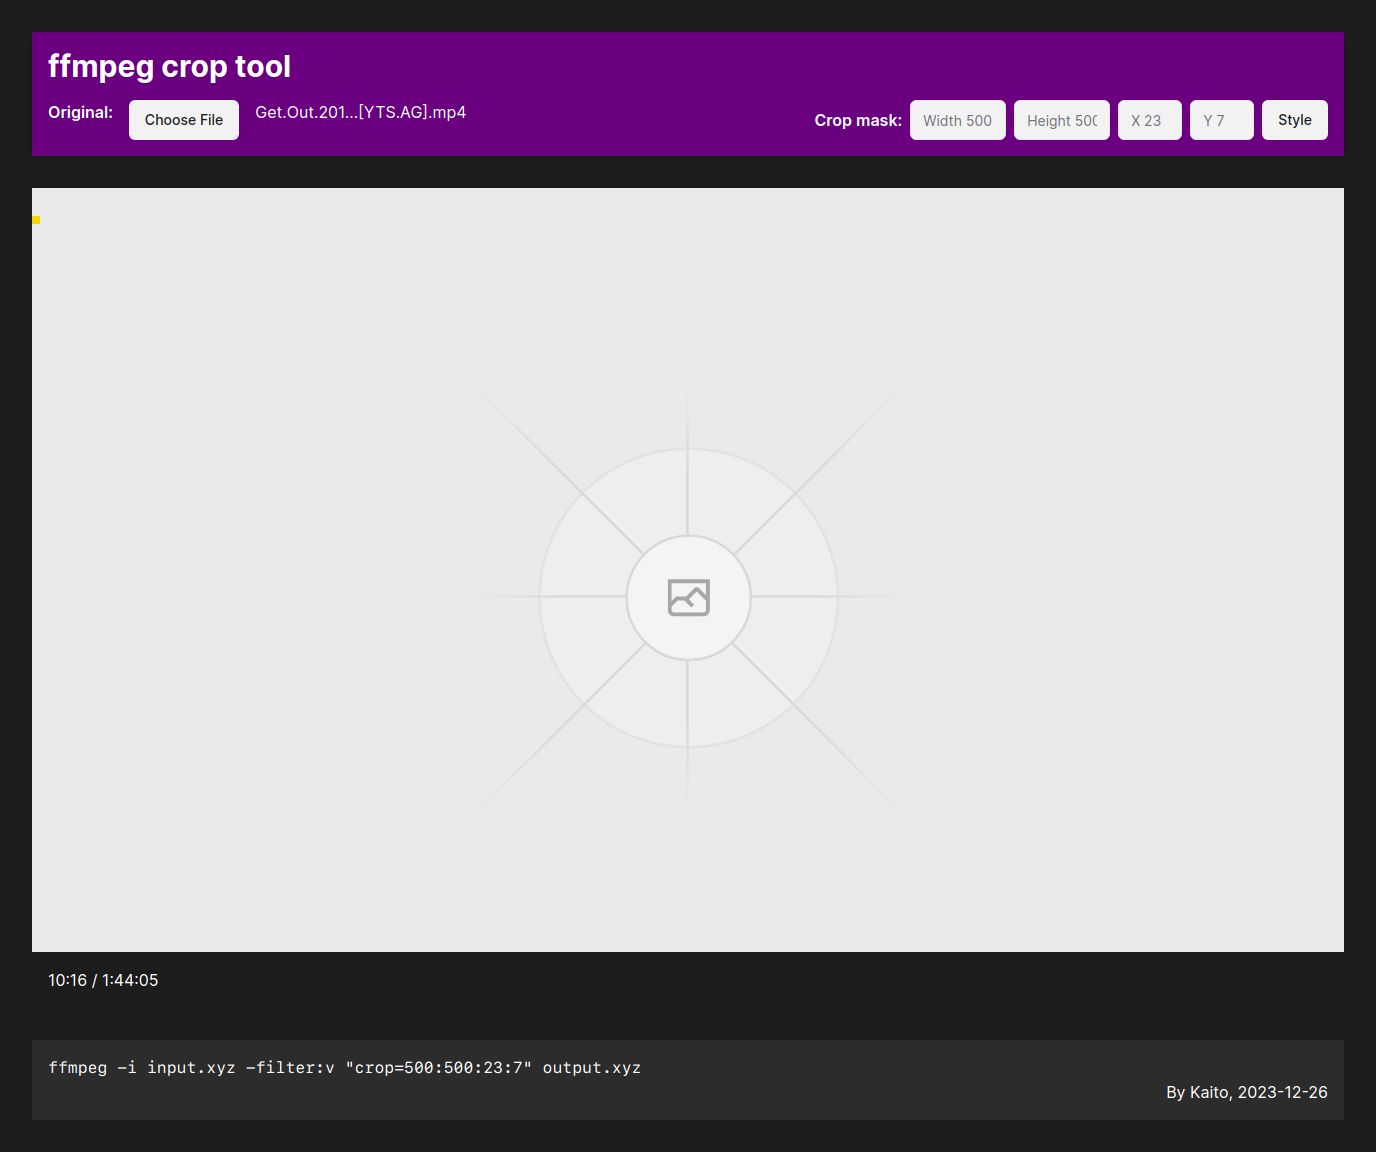 ffmpeg crop tool
Original: Choose File Get.Out.201...[YTS.AG].mp4 Crop mask: Width 500 Height 500 X 23 Y 7 Style
10:16 / 1:44:05
ffmpeg -i input.xyz -filter:v "crop=500:500:23:7" output.xyz
By Kaito, 2023-12-26